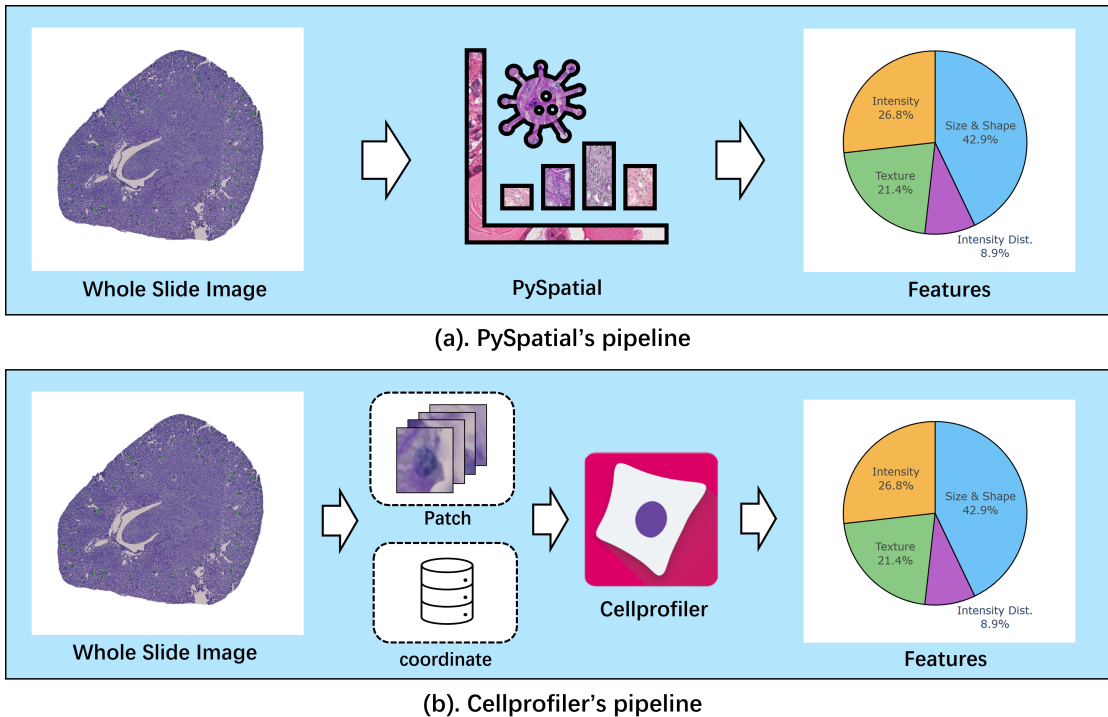 Intensity
26.8%
Size & Shape
42.9%
Texture
21.4%
Intensity Dist.
8.9%
Whole Slide Image
PySpatial
Features
(a). PySpatial's pipeline
Patch
coordinate
Cellprofiler
Intensity
26.8%
Size & Shape
42.9%
Texture
21.4%
Intensity Dist.
8.9%
Whole Slide Image
Features
(b). Cellprofiler's pipeline